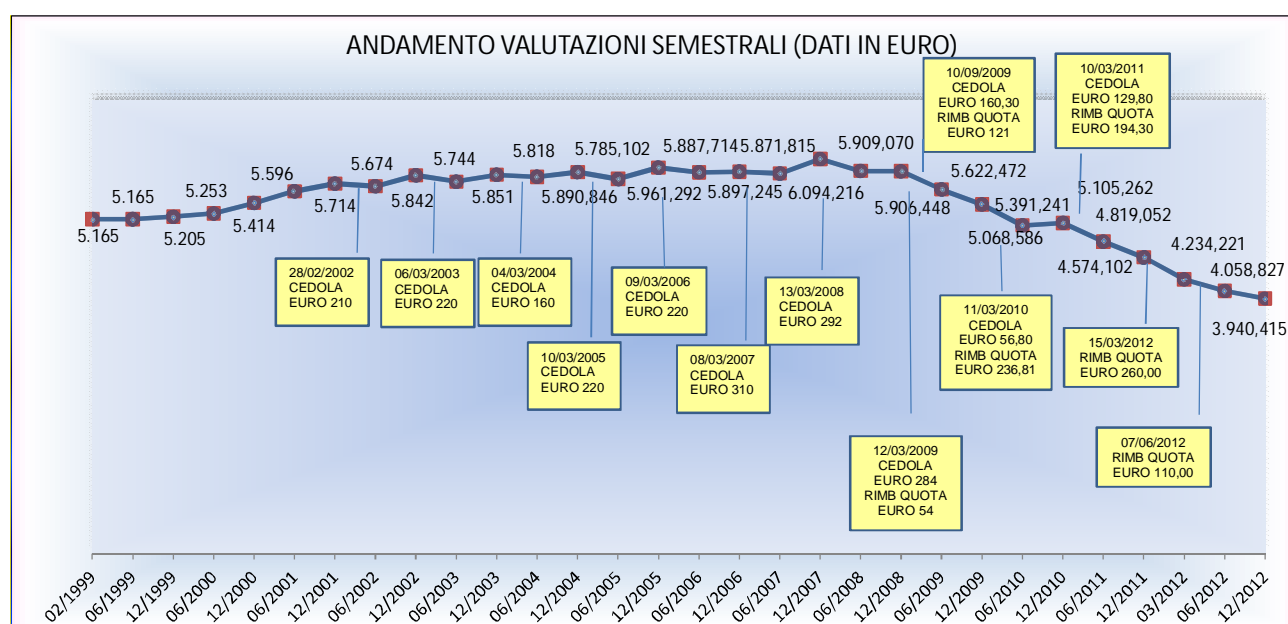 ANDAMENTO VALUTAZIONI SEMESTRALI (DATI IN EURO)
10/09/2009
CEDOLA
EURO 160,30
RIMB QUOTA
EURO 121
10/03/2011
CEDOLA
EURO 129,80
RIMB QUOTA
EURO 194,30
5.165
5.165
5.205
5.253
5.414
5.596
5.714
5.674
5.842
5.744
5.851
5.818
5.890,846
5.785,102
5.961,292
5.887,714
5.897,245
5.871,815
6.094,216
5.909,070
5.906,448
5.622,472
5.391,241
5.068,586
5.105,262
4.819,052
4.574,102
4.234,221
4.058,827
3.940,415
28/02/2002
CEDOLA
EURO 210
06/03/2003
CEDOLA
EURO 220
04/03/2004
CEDOLA
EURO 160
10/03/2005
CEDOLA
EURO 220
09/03/2006
CEDOLA
EURO 220
08/03/2007
CEDOLA
EURO 310
13/03/2008
CEDOLA
EURO 292
12/03/2009
CEDOLA
EURO 284
RIMB QUOTA
EURO 54
11/03/2010
CEDOLA
EURO 56,80
RIMB QUOTA
EURO 236,81
15/03/2012
RIMB QUOTA
EURO 260,00
07/06/2012
RIMB QUOTA
EURO 110,00
02/1999
06/1999
12/1999
06/2000
12/2000
06/2001
12/2001
06/2002
12/2002
06/2003
12/2003
06/2004
12/2004
06/2005
12/2005
06/2006
12/2006
06/2007
12/2007
06/2008
12/2008
06/2009
12/2009
06/2010
12/2010
06/2011
12/2011
03/2012
06/2012
12/2012